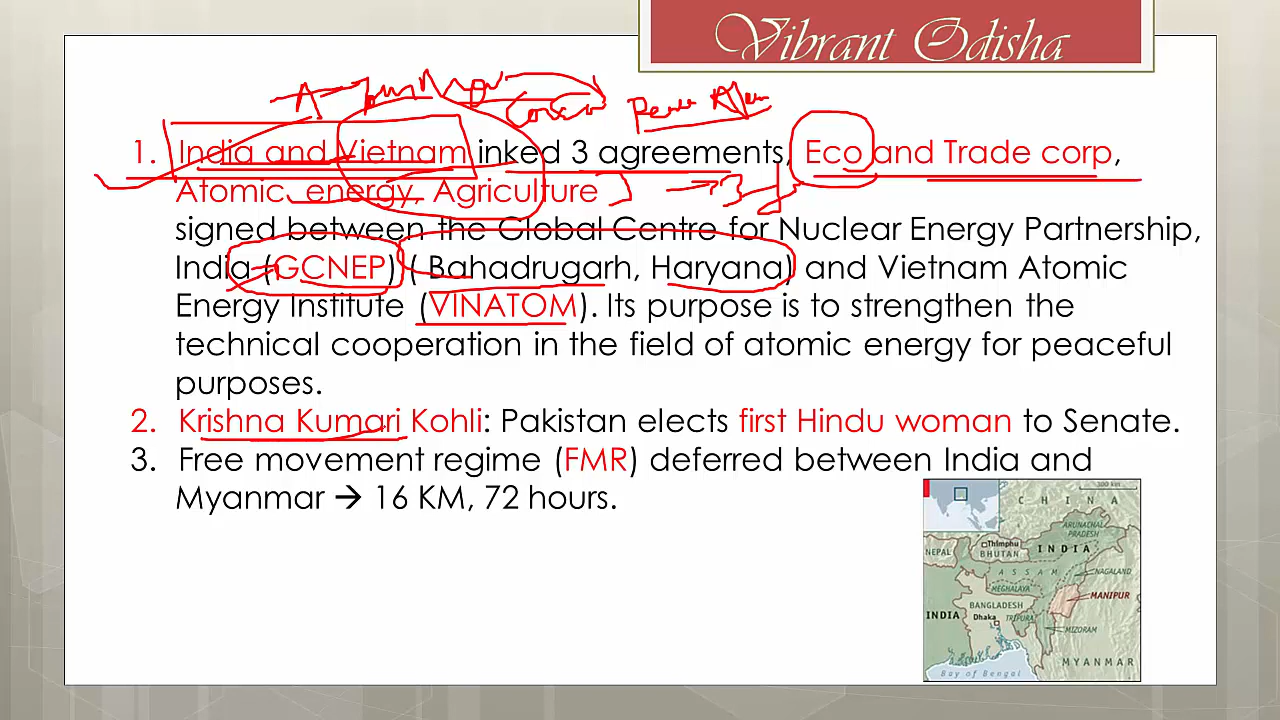 Vibrant Odisha
1. India and Vietnam inked 3 agreements, Eco and Trade corp,
Atomic energy, Agriculture
signed between the Global Centre for Nuclear Energy Partnership,
India (GCNEP) ( Bahadrugarh, Haryana) and Vietnam Atomic
Energy Institute (VINATOM). Its purpose is to strengthen the
technical cooperation in the field of atomic energy for peaceful
purposes.
2. Krishna Kumari Kohli: Pakistan elects first Hindu woman to Senate.
3. Free movement regime (FMR) deferred between India and
Myanmar → 16 KM, 72 hours.
300 km
CHINA
ARUNACHAL
PRADESH
Thimphu
NEPAL
BHUTAN
INDIA
ASSAM
NAGALAND
MEGHALAYA
MANIPUR
BANGLADESH
INDIA
Dhaka
TRIPURA
MIZORAM
MYANMAR
Bay of Bengal